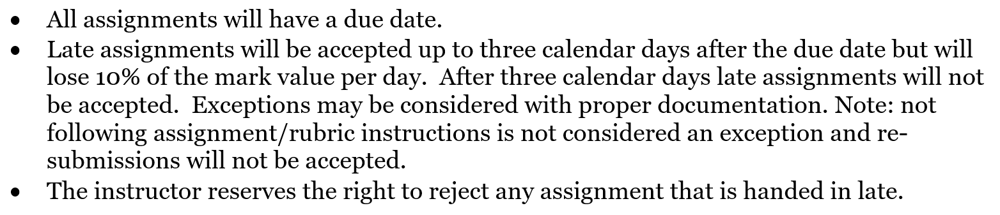 • All assignments will have a due date.
• Late assignments will be accepted up to three calendar days after the due date but will
lose 10% of the mark value per day.  After three calendar days late assignments will not
be accepted.  Exceptions may be considered with proper documentation. Note: not
following assignment/rubric instructions is not considered an exception and re-
submissions will not be accepted.
• The instructor reserves the right to reject any assignment that is handed in late.